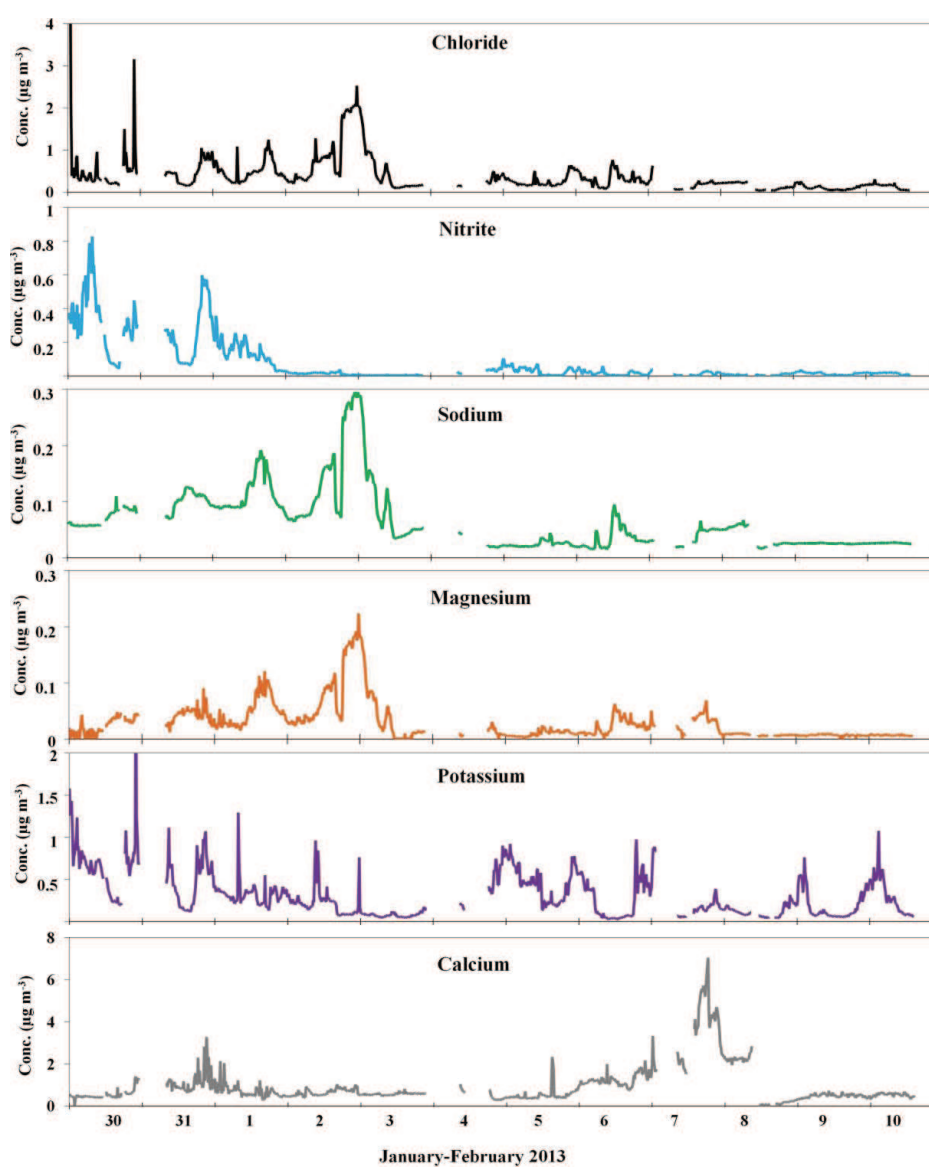 4
3
2
1
0
Conc. (µg m⁻³)
Chloride
1
0.8
0.6
0.4
0.2
Conc. (µg m⁻³)
Nitrite
0.3
0.2
0.1
0
Conc. (µg m⁻³)
Sodium
0.3
0.2
0.1
0
Conc. (µg m⁻³)
Magnesium
2
1.5
1
0.5
Conc. (µg m⁻³)
Potassium
8
6
4
2
0
Conc. (µg m⁻³)
Calcium
30 31 1 2 3 4 5 6 7 8 9 10
January-February 2013